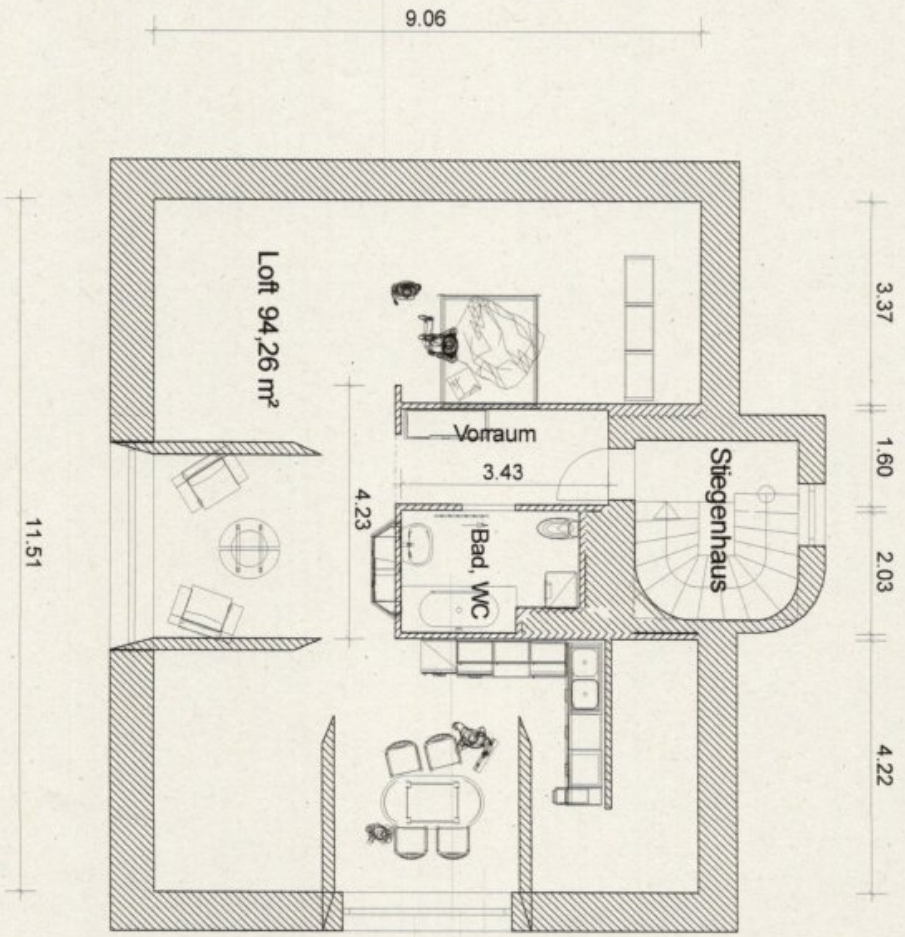 9.06
3.37
Loft 94,26 m²
Vorraum
3.43
1.60
Stiegenhaus
4.23
11.51
Bad, WC
2.03
4.22